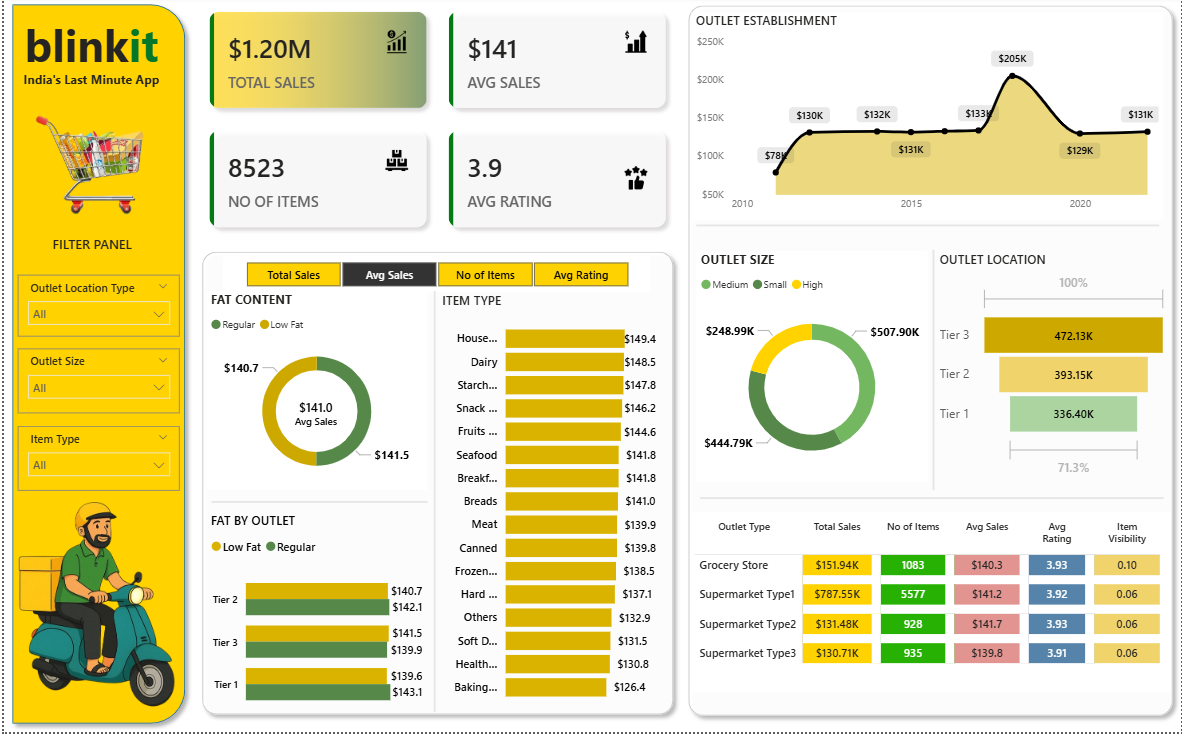 blinkit
India's Last Minute App
FILTER PANEL
Outlet Location Type
All
Outlet Size
All
Item Type
All
$1.20M
TOTAL SALES
$141
AVG SALES
8523
NO OF ITEMS
3.9
AVG RATING
Total Sales
Avg Sales
No of Items
Avg Rating
FAT CONTENT
Regular
Low Fat
$140.7
$141.0
Avg Sales
$141.5
FAT BY OUTLET
Low Fat
Regular
Tier 2
$140.7
$142.1
Tier 3
$141.5
$139.9
Tier 1
$139.6
$143.1
ITEM TYPE
House... $149.4
Dairy $148.5
Starch... $147.8
Snack ... $146.2
Fruits ... $144.6
Seafood $141.8
Breakf... $141.8
Breads $141.0
Meat $139.9
Canned $139.8
Frozen... $138.5
Hard ... $137.1
Others $132.9
Soft D... $131.5
Health... $130.8
Baking... $126.4
OUTLET ESTABLISHMENT
$250K
$200K
$150K
$100K
$50K
$78K
$130K
$132K
$131K
$133K
$205K
$129K
$131K
2010
2015
2020
OUTLET SIZE
Medium
Small
High
$248.99K
$507.90K
$444.79K
OUTLET LOCATION
100%
Tier 3 472.13K
Tier 2 393.15K
Tier 1 336.40K
71.3%
Outlet Type Total Sales No of Items Avg Sales Avg Rating Item Visibility
Grocery Store $151.94K 1083 $140.3 3.93 0.10
Supermarket Type1 $787.55K 5577 $141.2 3.92 0.06
Supermarket Type2 $131.48K 928 $141.7 3.93 0.06
Supermarket Type3 $130.71K 935 $139.8 3.91 0.06